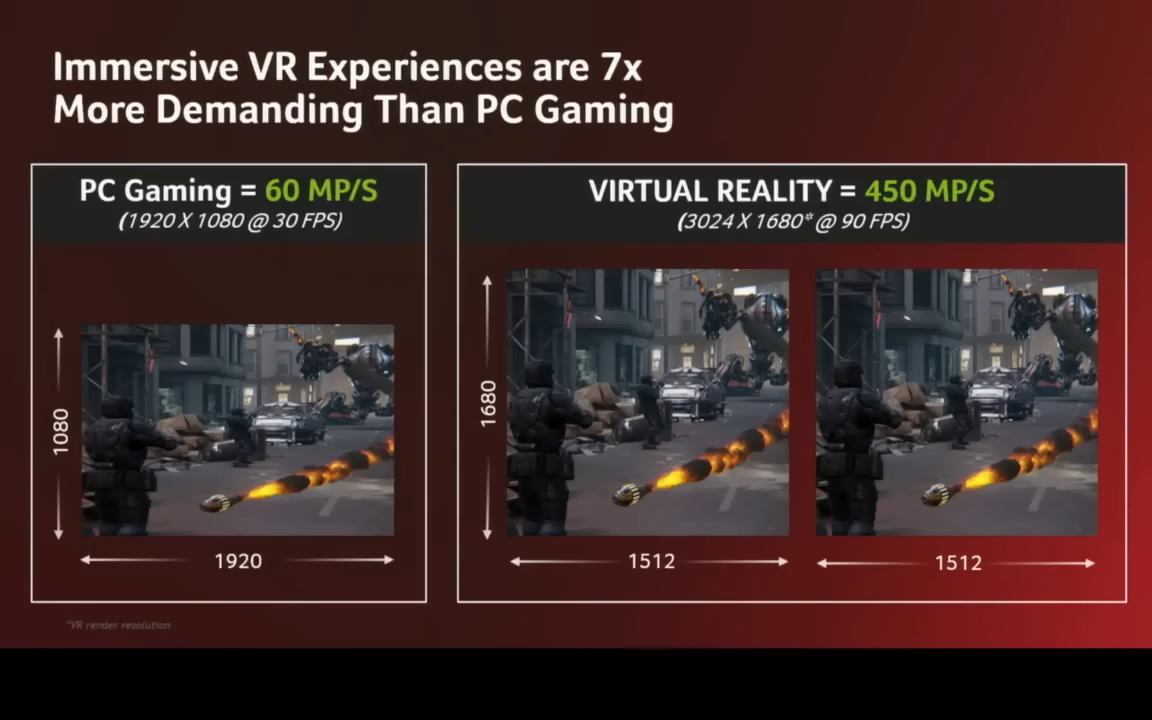 Immersive VR Experiences are 7x
More Demanding Than PC Gaming
PC Gaming = 60 MP/S
(1920 X 1080 @ 30 FPS)
1080
1920
VIRTUAL REALITY = 450 MP/S
(3024 X 1680* @ 90 FPS)
1680
1512
1512
*VR render resolution